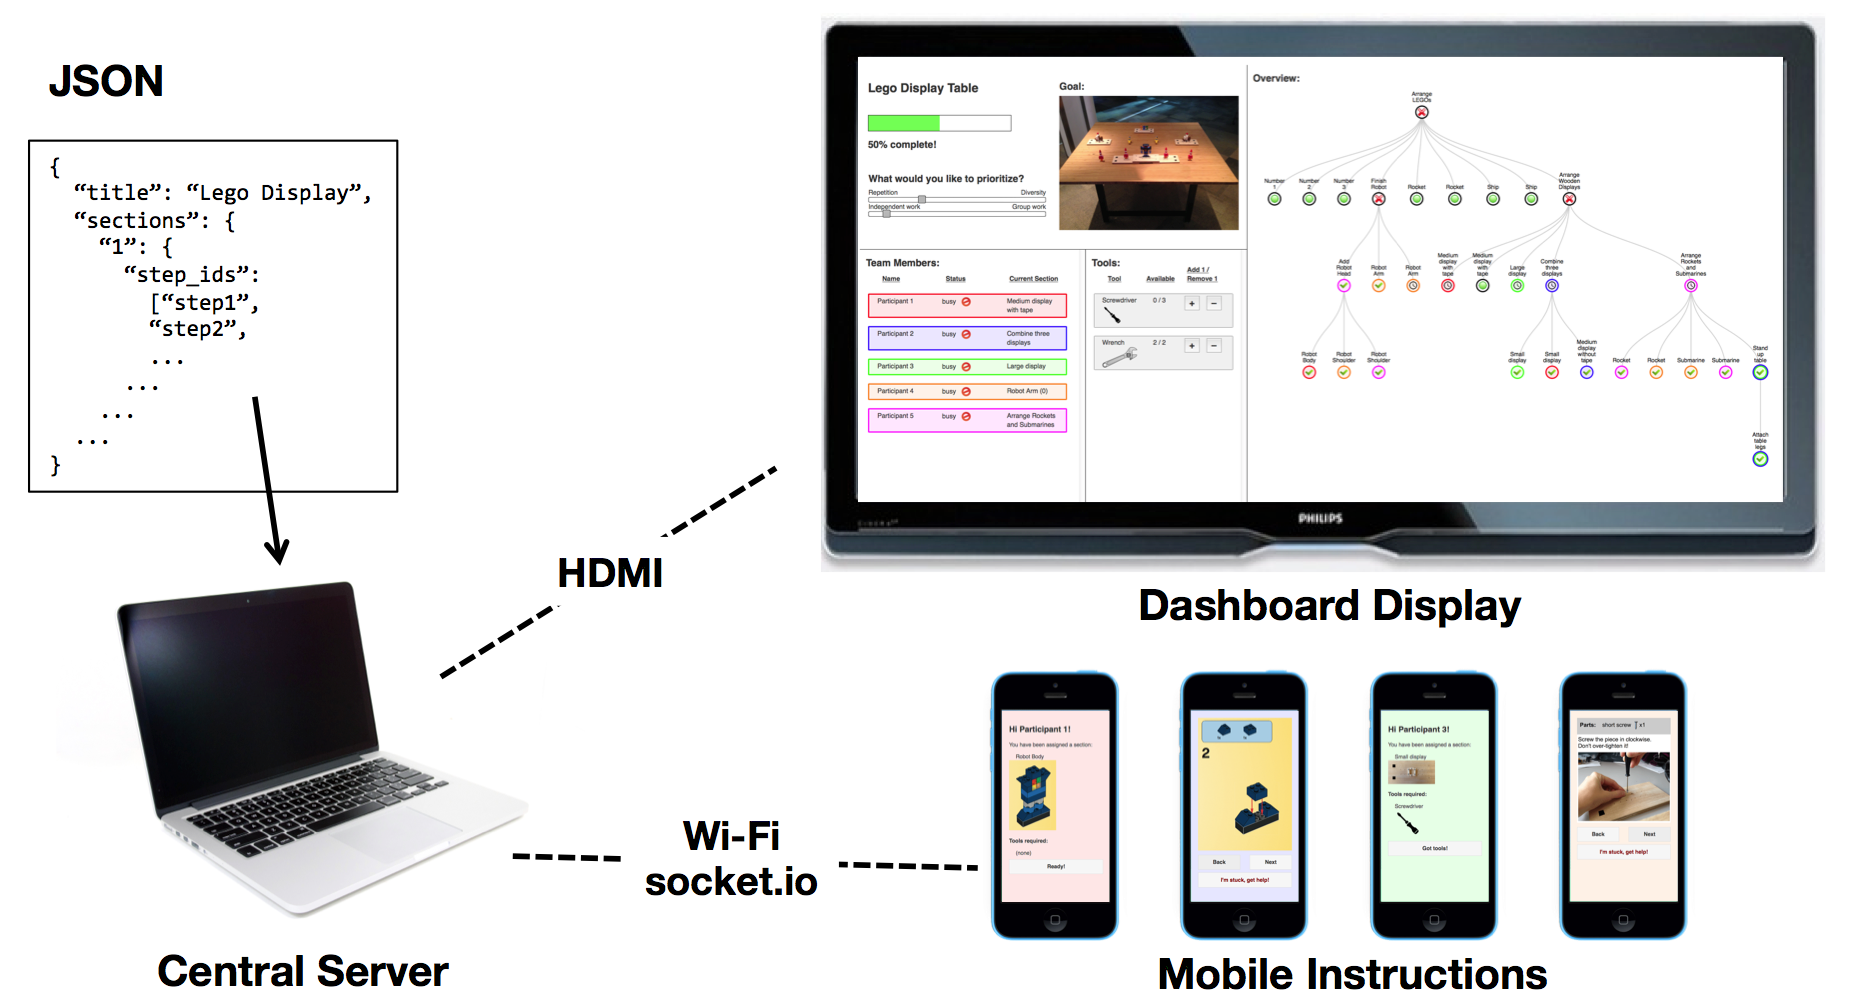 JSON
{
“title”: “Lego Display”,
“sections”: {
“1”: {
“step_ids”:
[“step1”,
“step2”,
...
...
...
...
}
HDMI
Wi-Fi
socket.io
Central Server
Lego Display Table
50% complete!
What would you like to prioritize?
Repetition Diversity
Independent work Group work
Goal:
Team Members:
Name Status Current Section
Participant 1 busy Medium display
with tape
Participant 2 busy Combine three
displays
Participant 3 busy Large display
Participant 4 busy Robot Arm (0)
Participant 5 busy Arrange Rockets
and Submarines
Tools:
Tool Available Add 1 /
Remove 1
Screwdriver 0 / 3 + −
Wrench 2 / 2 + −
Overview:
Arrange
LEGOs
Number
1
Number
2
Number
3
Finish
Robot
Rocket
Rocket
Ship
Ship
Arrange
Wooden
Displays
Add
Robot
Head
Robot
Arm
Robot
Arm
Medium
display
with
tape
Medium
display
with
tape
Large
display
Combine
three
displays
Arrange
Rockets
and
Submarines
Robot
Body
Robot
Shoulder
Robot
Shoulder
Small
display
Small
display
Medium
display
without
tape
Rocket
Rocket
Submarine
Submarine
Stand
up
table
Attach
table
legs
PHILIPS
Dashboard Display
Hi Participant 1!
You have been assigned a section:
Robot Body
Tools required:
(none)
Ready!
2
Back Next
I'm stuck, get help!
Hi Participant 3!
You have been assigned a section:
Small display
Tools required:
Screwdriver
Got tools!
Parts: short screw x1
Screw the piece in clockwise.
Don't over-tighten it!
Back Next
I'm stuck, get help!
Mobile Instructions